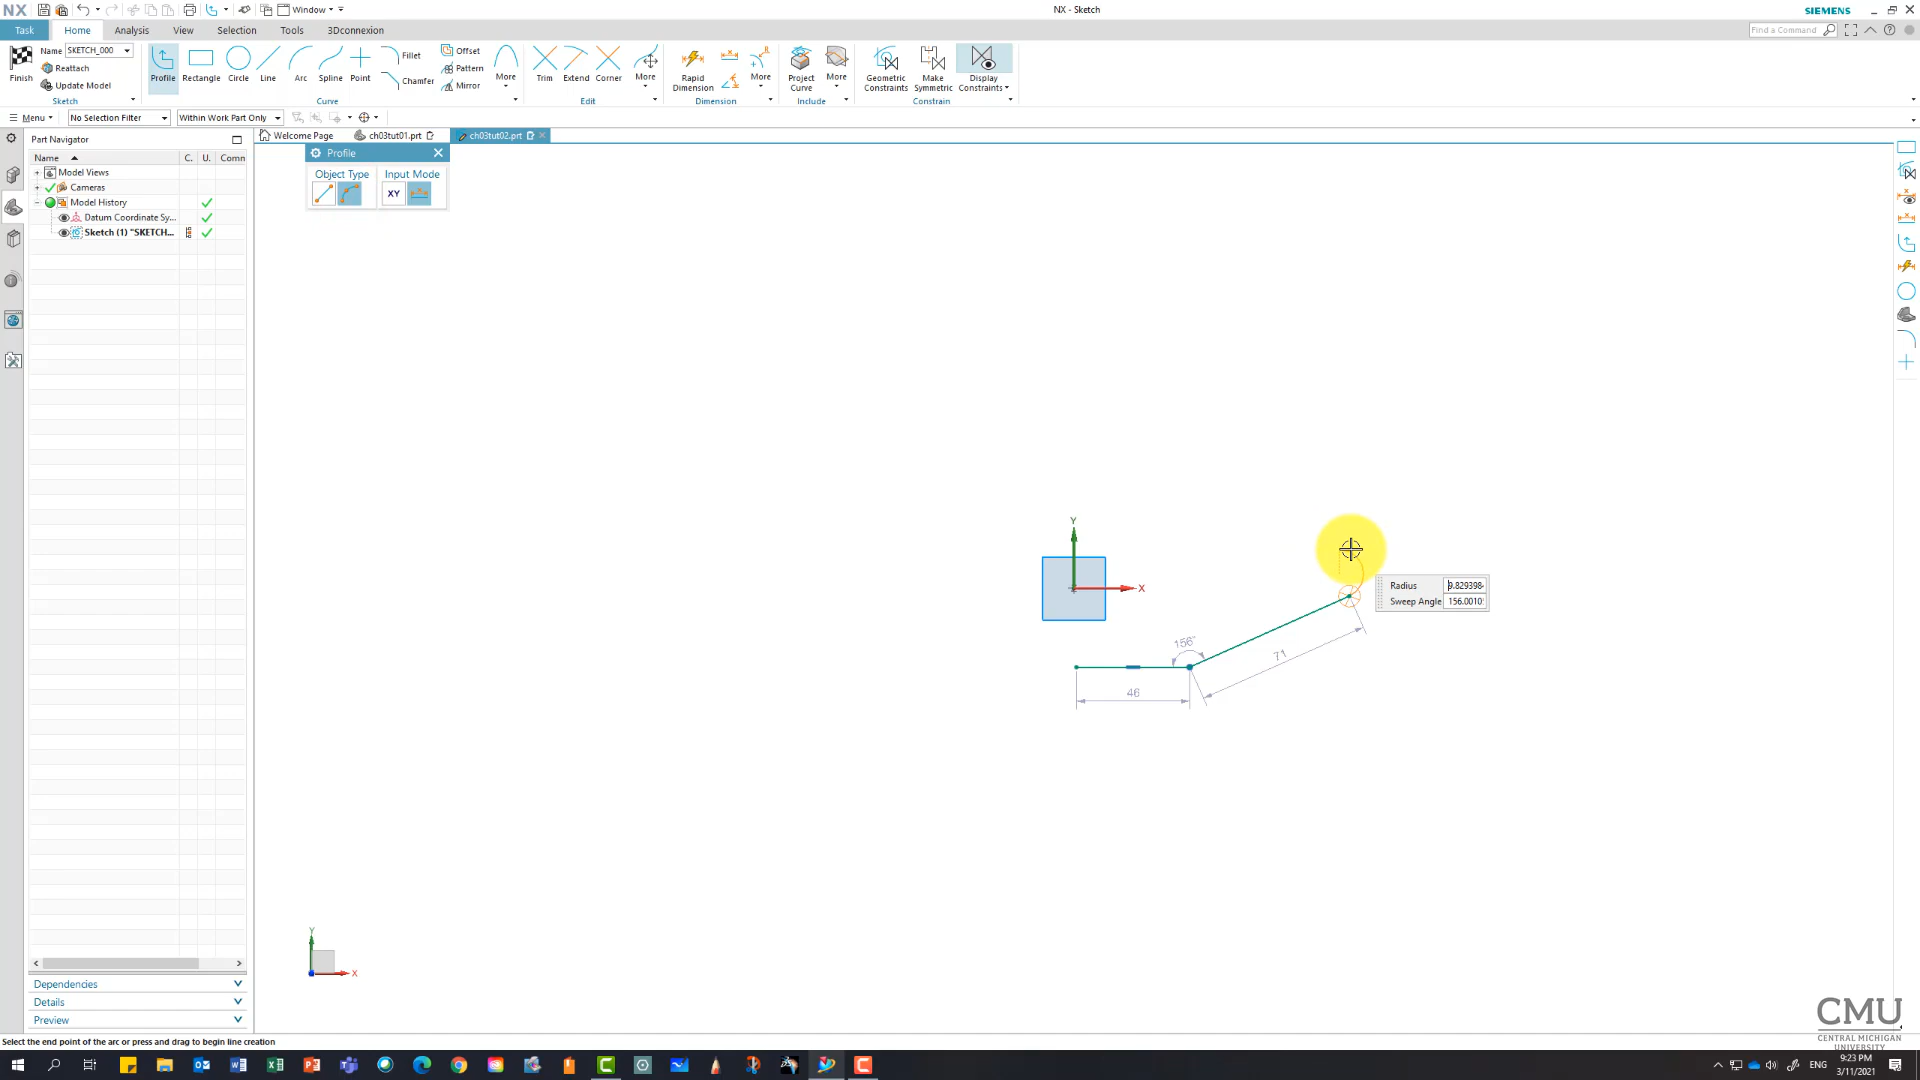 NX
Window
NX - Sketch
SIEMENS
Task
Home
Analysis
View
Selection
Tools
3Dconnexion
Find a Command
Finish
Name
SKETCH_000
Reattach
Update Model
Sketch
Profile
Rectangle
Circle
Line
Arc
Spline
Point
Fillet
Chamfer
Offset
Pattern
Mirror
More
Curve
Trim
Extend
Corner
More
Edit
Rapid
Dimension
More
Dimension
Project
Curve
More
Include
Geometric
Constraints
Make
Symmetric
Display
Constraints
Constrain
Menu
No Selection Filter
Within Work Part Only
Part Navigator
Welcome Page
ch03tut01.prt
ch03tut02.prt
Name
C.
U.
Comn
Model Views
Cameras
Model History
Datum Coordinate Sy...
Sketch (1) "SKETCH...
Profile
Object Type
Input Mode
XY
Y
X
156°
71
46
Radius
9.829398
Sweep Angle
156.0010
Y
X
Dependencies
Details
Preview
Select the end point of the arc or press and drag to begin line creation
CMU
CENTRAL MICHIGAN
UNIVERSITY
ENG
9:23 PM
3/11/2021